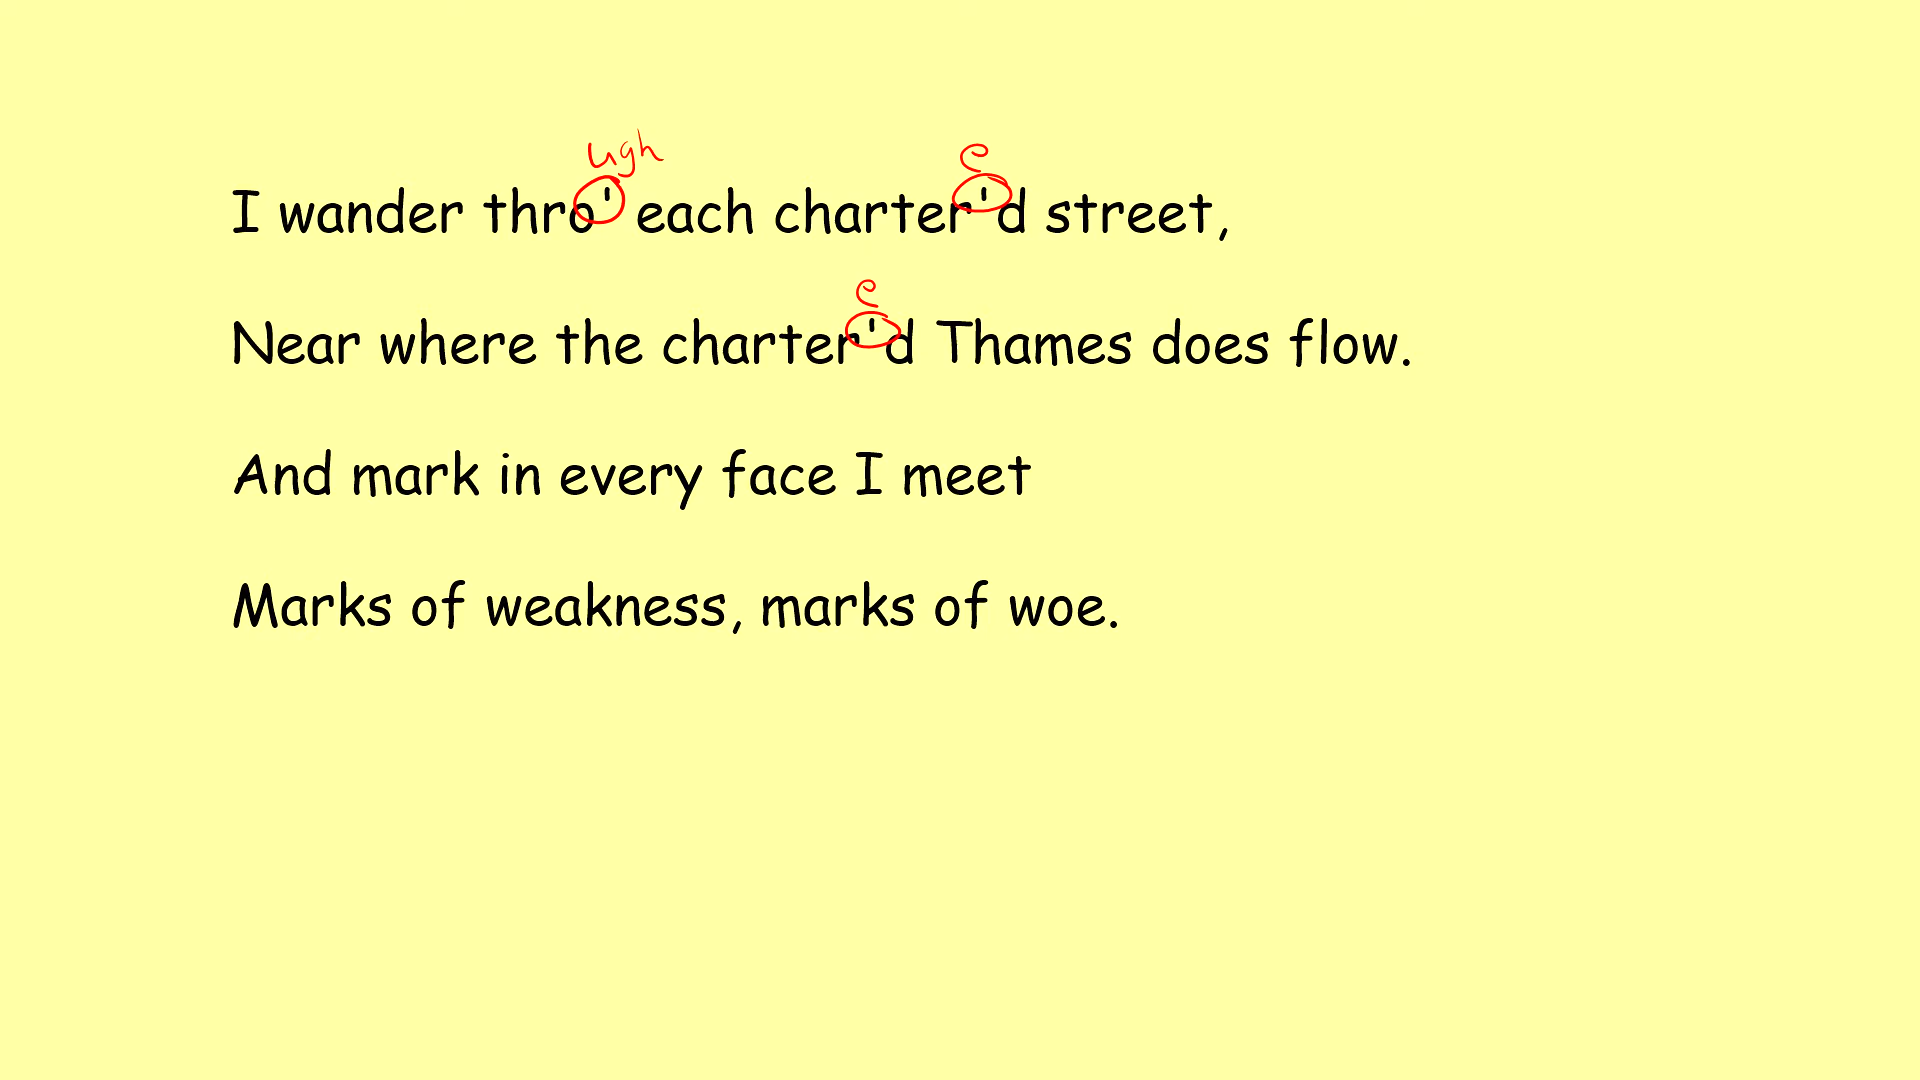 ugh e
I wander thro' each charter'd street,
e
Near where the charter'd Thames does flow.
And mark in every face I meet
Marks of weakness, marks of woe.